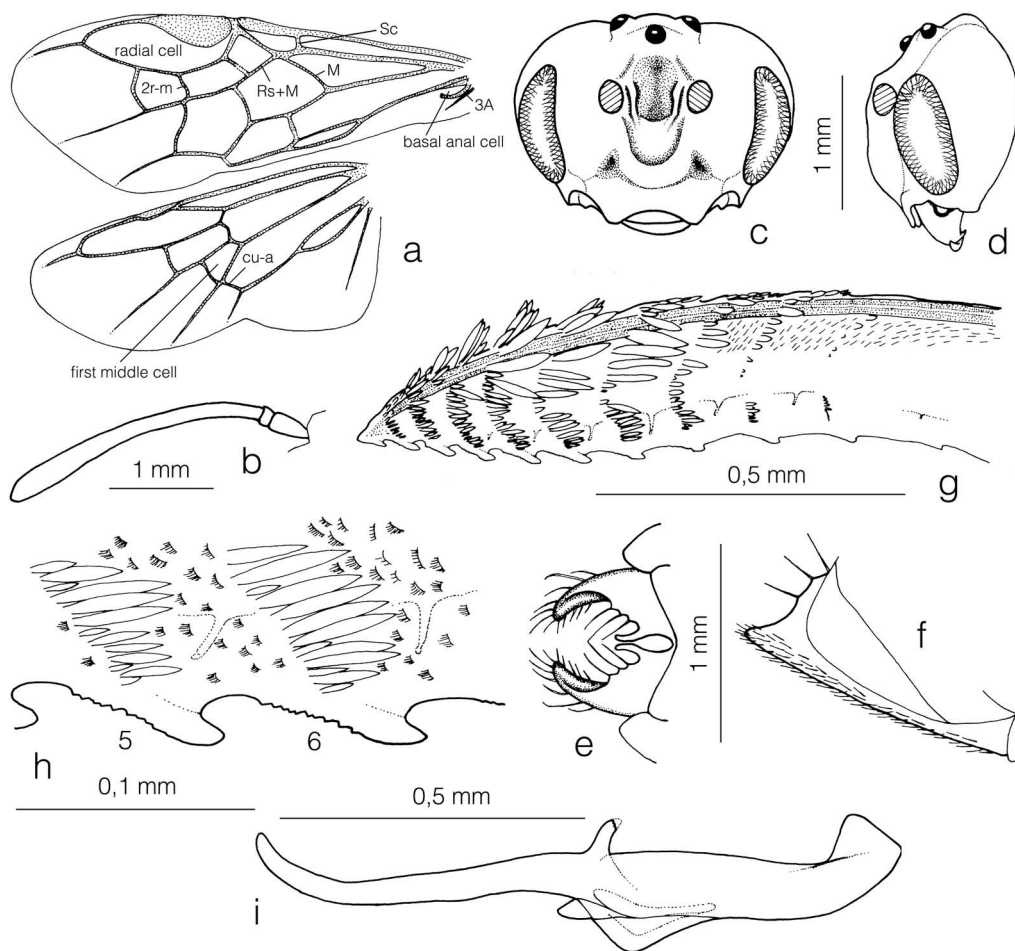 Sc
radial cell
M
2r-m
Rs+M
3A
basal anal cell
a
cu-a
first middle cell
b
1 mm
c
1 mm
d
g
0,5 mm
h
5
6
0,1 mm
e
1 mm
f
0,5 mm
i